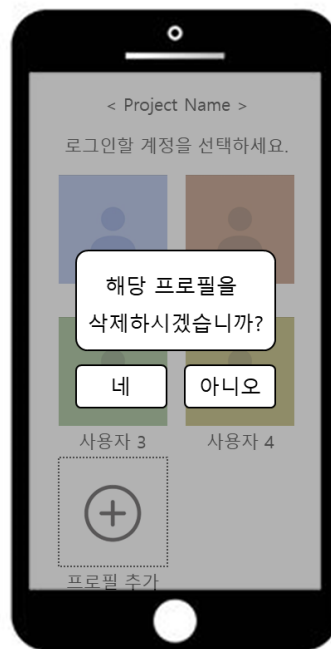 < Project Name >
로그인할 계정을 선택하세요.
해당 프로필을
삭제하시겠습니까?
네 아니오
사용자 3 사용자 4
프로필 추가